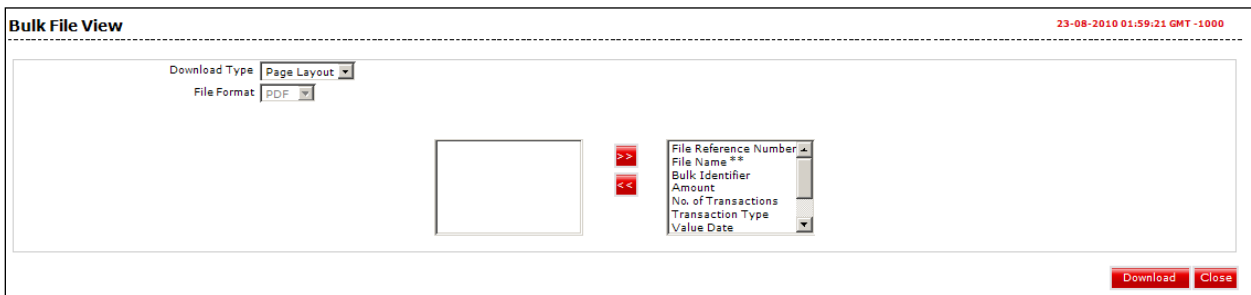 Bulk File View
23-08-2010 01:59:21 GMT -1000
Download Type Page Layout
File Format PDF
>>
<<
File Reference Number
File Name **
Bulk Identifier
Amount
No. of Transactions
Transaction Type
Value Date
Download Close